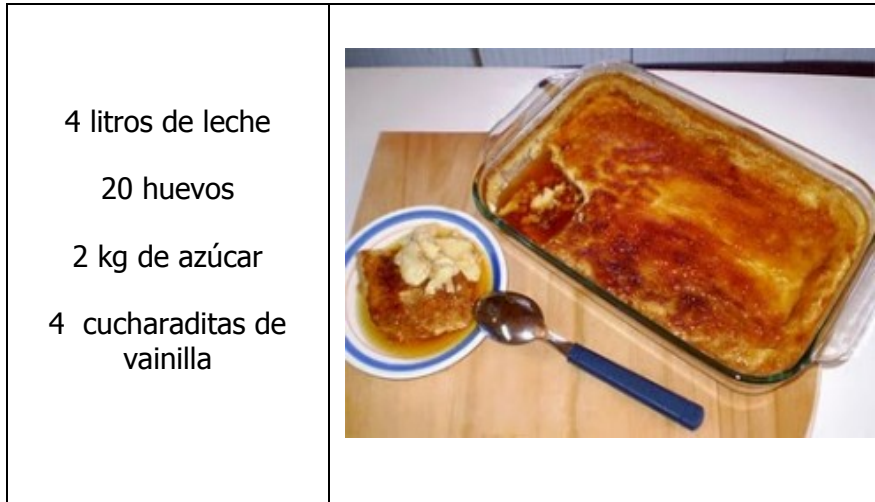 4 litros de leche
20 huevos
2 kg de azúcar
4 cucharaditas de
vainilla